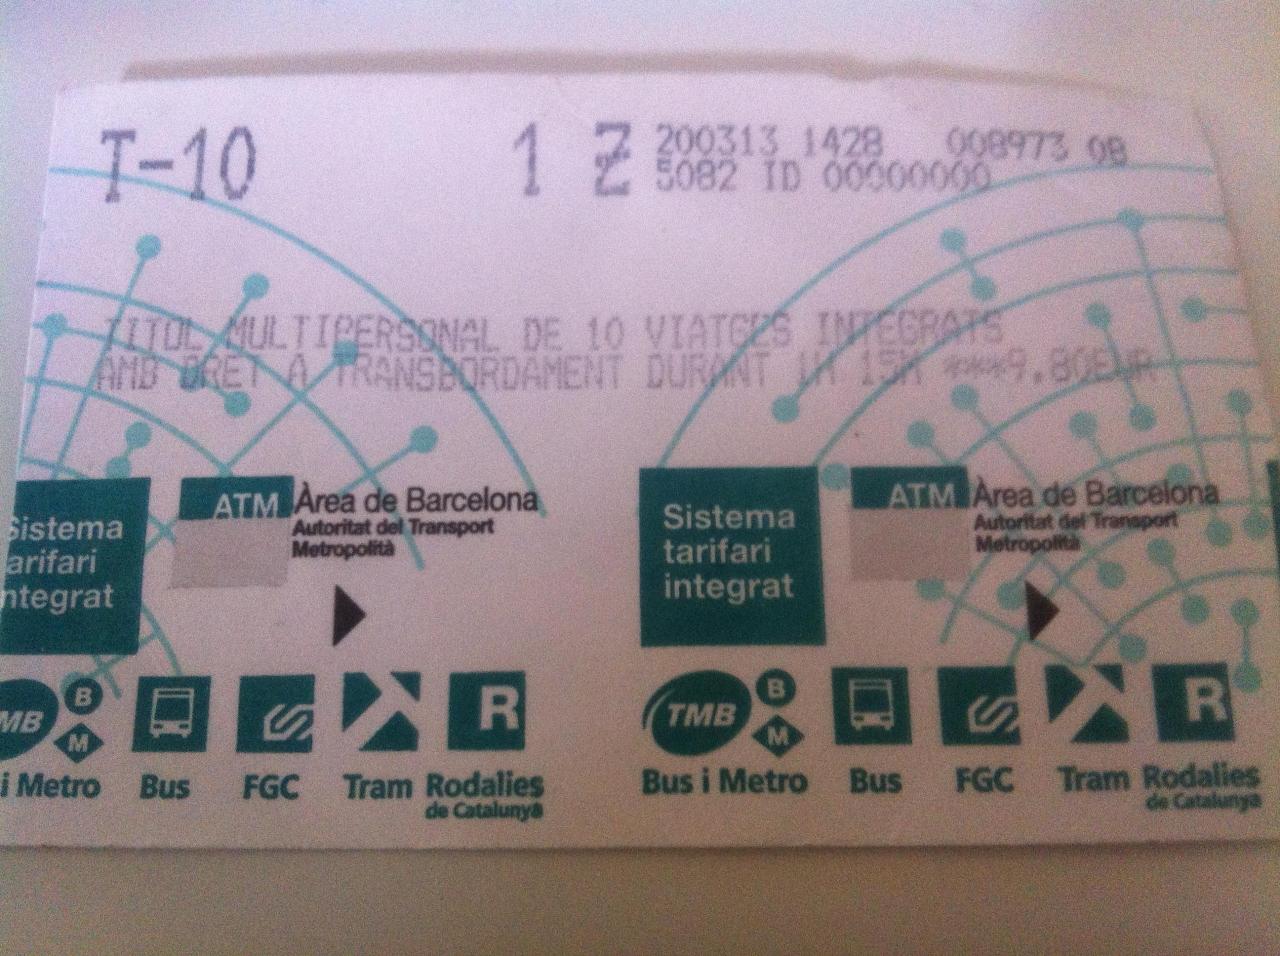 T-10 1 Z 200313 1428 008973 08
5082 ID 00000000
TITOL MULTIPERSONAL DE 10 VIATGES INTEGRATS
AMB DRET A TRANSBORDAMENT DURANT 1H 15M ***9.80EUR
Sistema
tarifari
integrat
ATM Àrea de Barcelona
Autoritat del Transport
Metropolità
Sistema
tarifari
integrat
ATM Àrea de Barcelona
Autoritat del Transport
Metropolità
TMB B M R
i Metro Bus FGC Tram Rodalies
de Catalunya
TMB B M R
Bus i Metro Bus FGC Tram Rodalies
de Catalunya